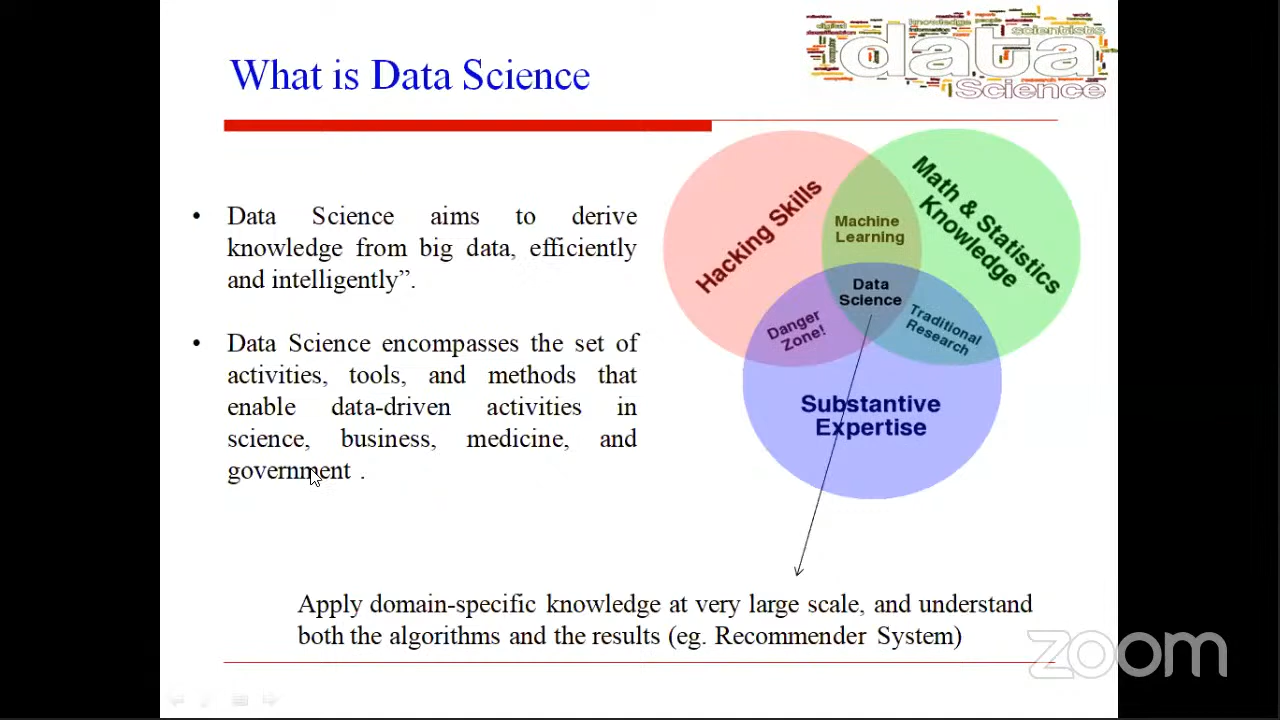 What is Data Science
data
Science
scientists
• Data Science aims to derive
knowledge from big data, efficiently
and intelligently”.
• Data Science encompasses the set of
activities, tools, and methods that
enable data-driven activities in
science, business, medicine, and
government .
Hacking Skills
Math & Statistics
Knowledge
Machine
Learning
Data
Science
Danger
Zone!
Traditional
Research
Substantive
Expertise
Apply domain-specific knowledge at very large scale, and understand
both the algorithms and the results (eg. Recommender System)
zoom